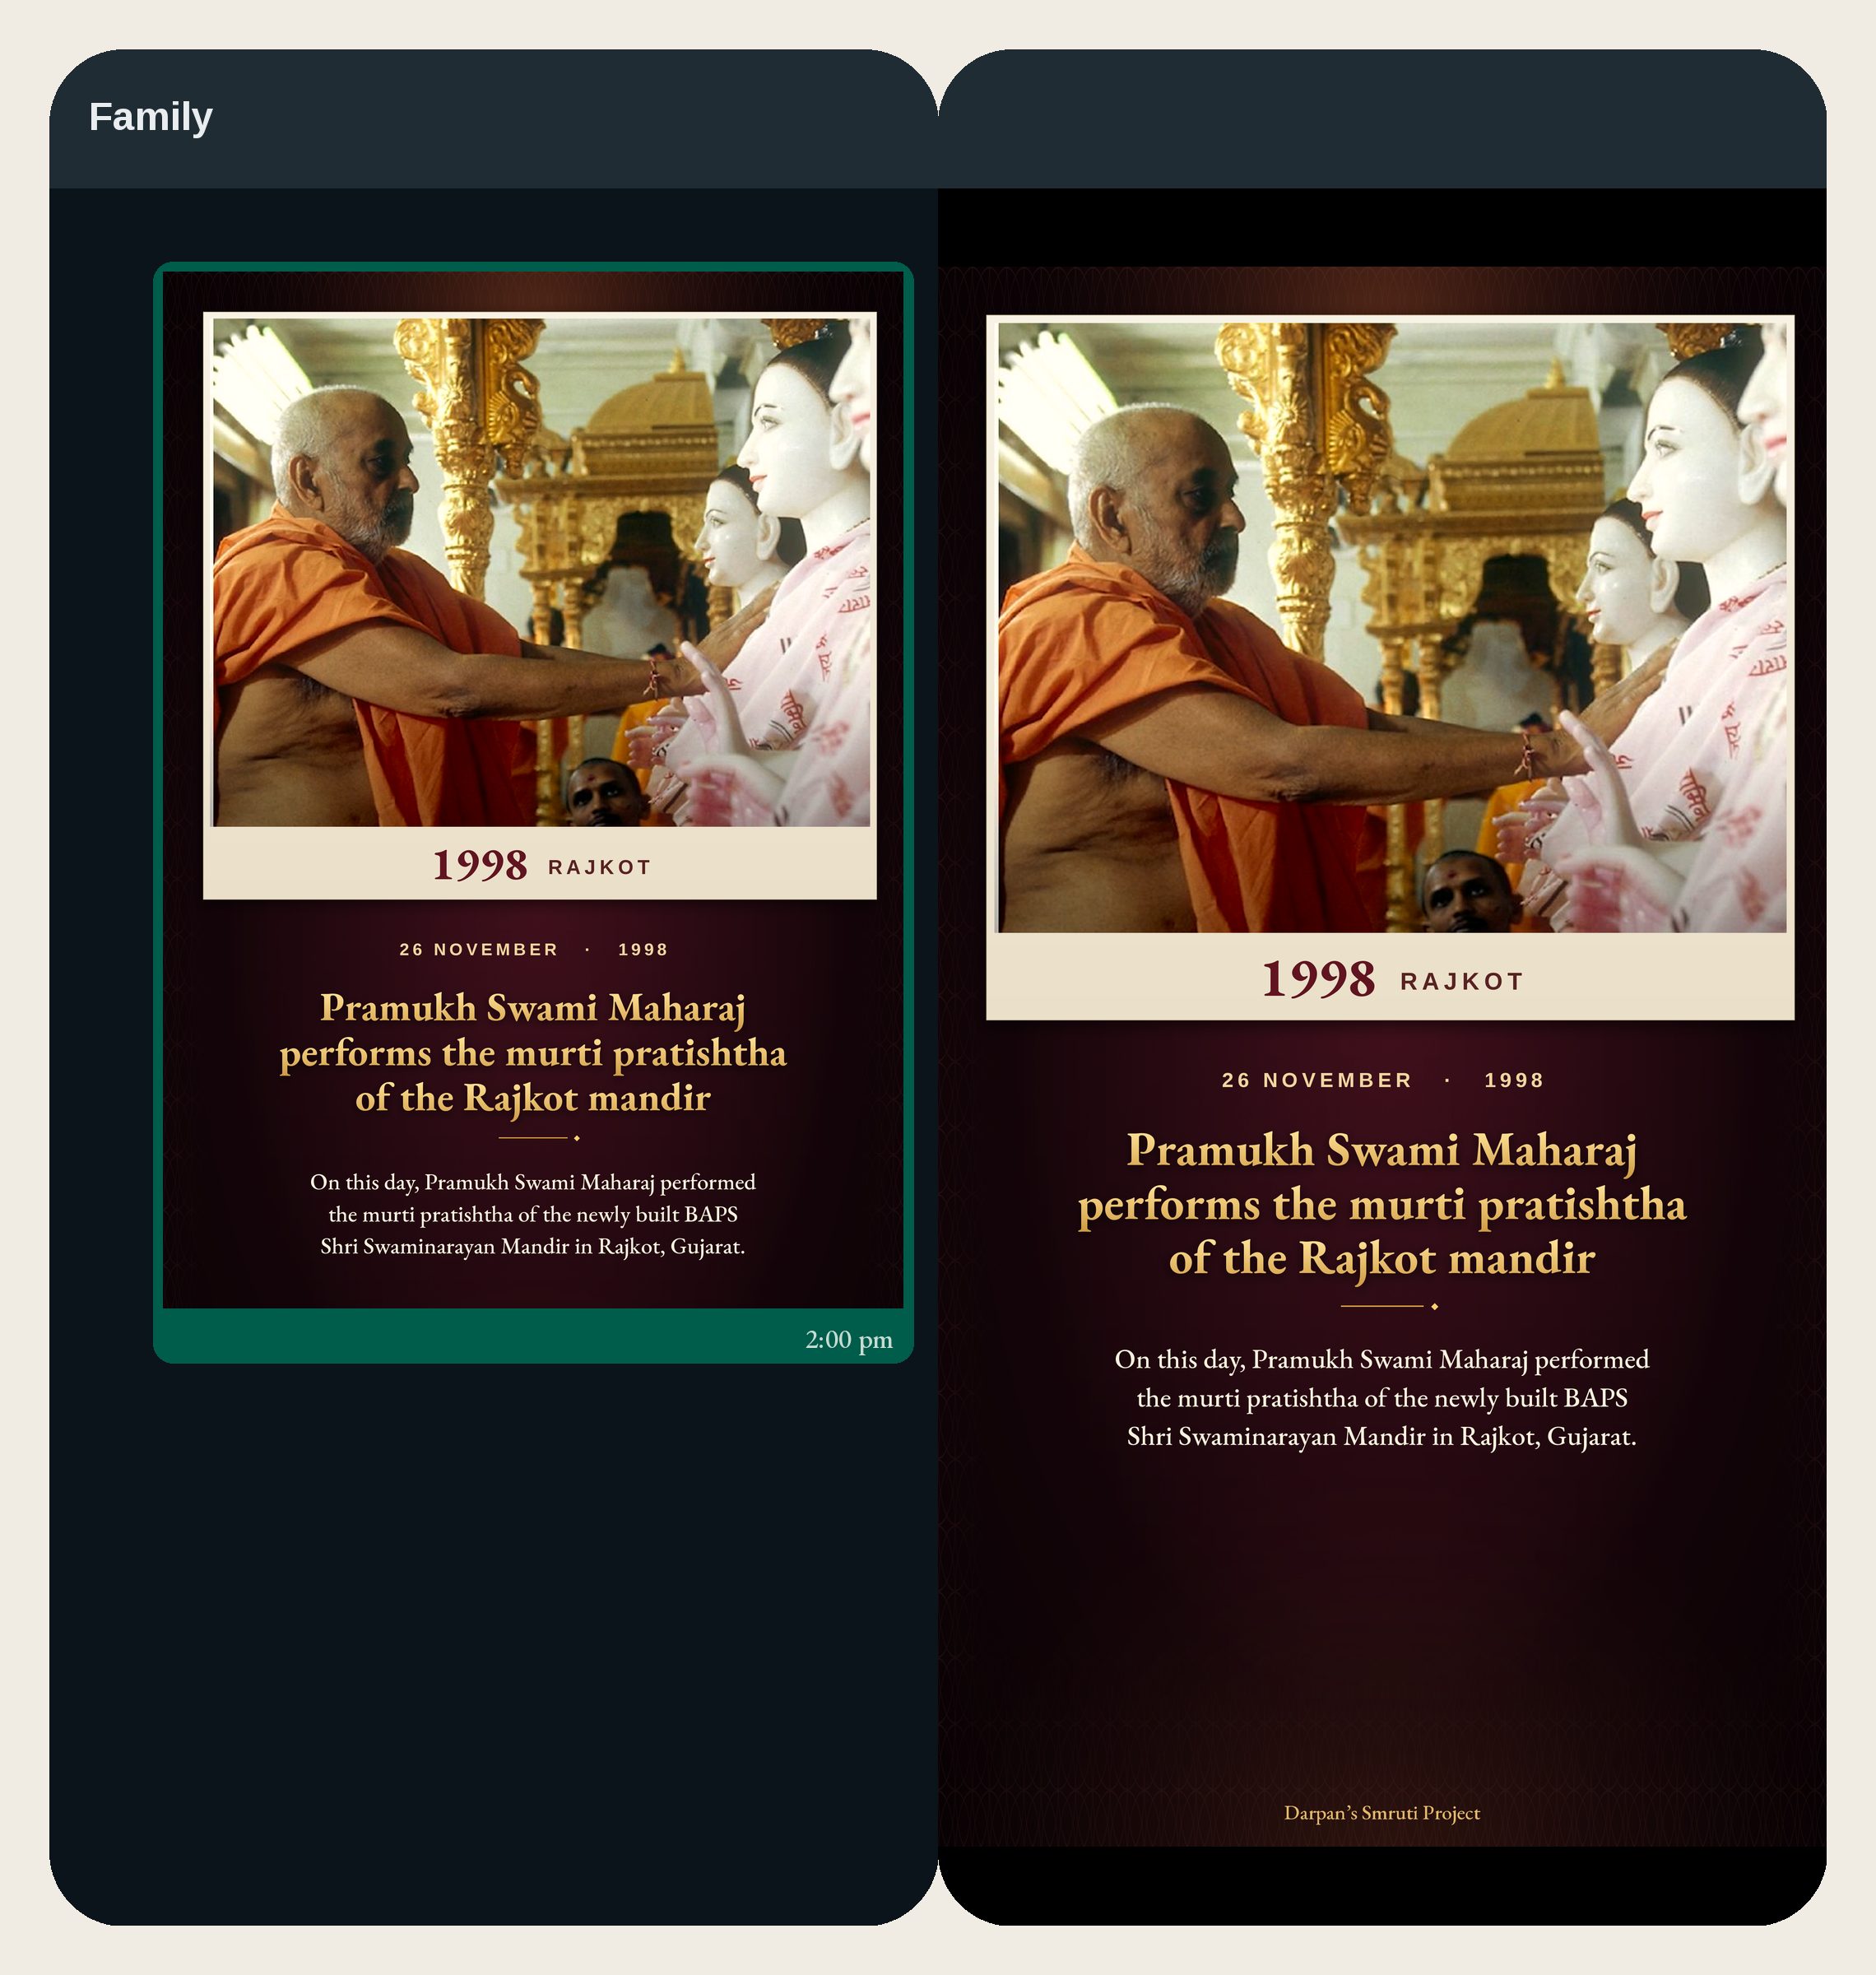 Family
1998 RAJKOT
26 NOVEMBER · 1998
Pramukh Swami Maharaj
performs the murti pratishtha
of the Rajkot mandir
On this day, Pramukh Swami Maharaj performed
the murti pratishtha of the newly built BAPS
Shri Swaminarayan Mandir in Rajkot, Gujarat.
2:00 pm
1998 RAJKOT
26 NOVEMBER · 1998
Pramukh Swami Maharaj
performs the murti pratishtha
of the Rajkot mandir
On this day, Pramukh Swami Maharaj performed
the murti pratishtha of the newly built BAPS
Shri Swaminarayan Mandir in Rajkot, Gujarat.
Darpan’s Smruti Project